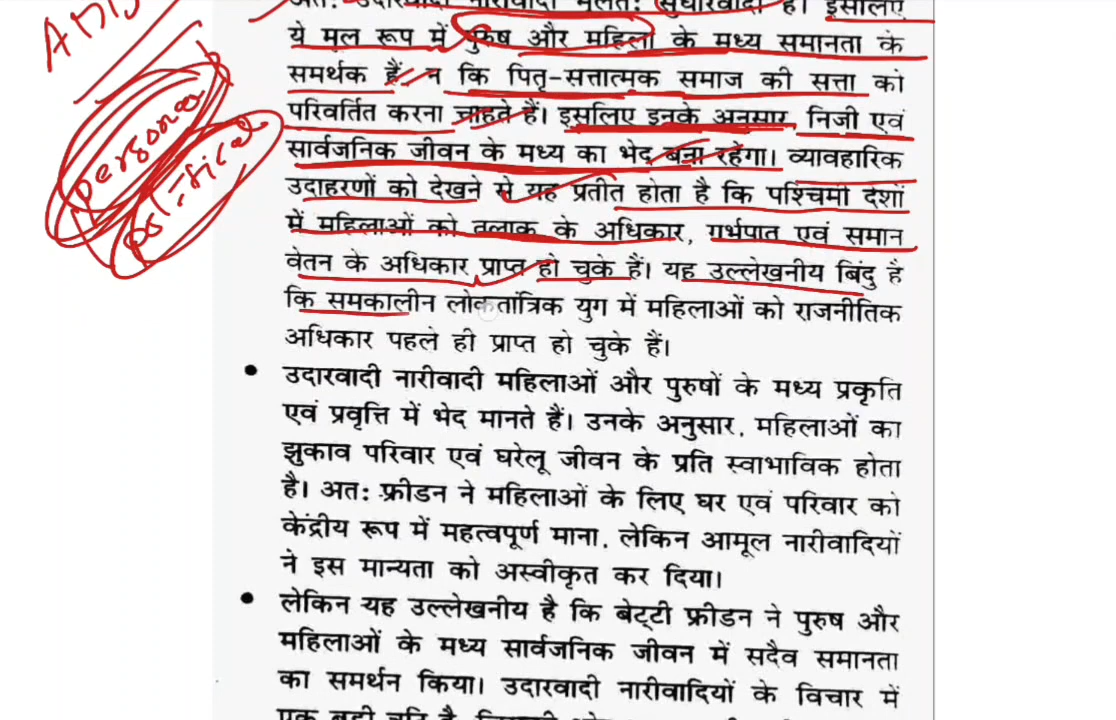 अत: उदारवादी नारीवादी मूलत: सुधारवादी है। इसलिए
ये मूल रूप में पुरुष और महिला के मध्य समानता के
समर्थक हैं, न कि पितृ-सत्तात्मक समाज की सत्ता को
परिवर्तित करना चाहते हैं। इसलिए इनके अनुसार निजी एवं
सार्वजनिक जीवन के मध्य का भेद बना रहेगा। व्यावहारिक
उदाहरणों को देखने से यह प्रतीत होता है कि पश्चिमी देशों
में महिलाओं को तलाक के अधिकार, गर्भपात एवं समान
वेतन के अधिकार प्राप्त हो चुके हैं। यह उल्लेखनीय बिंदु है
कि समकालीन लोकतांत्रिक युग में महिलाओं को राजनीतिक
अधिकार पहले ही प्राप्त हो चुके हैं।
• उदारवादी नारीवादी महिलाओं और पुरुषों के मध्य प्रकृति
एवं प्रवृत्ति में भेद मानते हैं। उनके अनुसार, महिलाओं का
झुकाव परिवार एवं घरेलू जीवन के प्रति स्वाभाविक होता
है। अत: फ्रीडन ने महिलाओं के लिए घर एवं परिवार को
केंद्रीय रूप में महत्वपूर्ण माना, लेकिन आमूल नारीवादियों
ने इस मान्यता को अस्वीकृत कर दिया।
• लेकिन यह उल्लेखनीय है कि बेट्टी फ्रीडन ने पुरुष और
महिलाओं के मध्य सार्वजनिक जीवन में सदैव समानता
का समर्थन किया। उदारवादी नारीवादियों के विचार में
एक बड़ी त्रुटि है,
personal
political